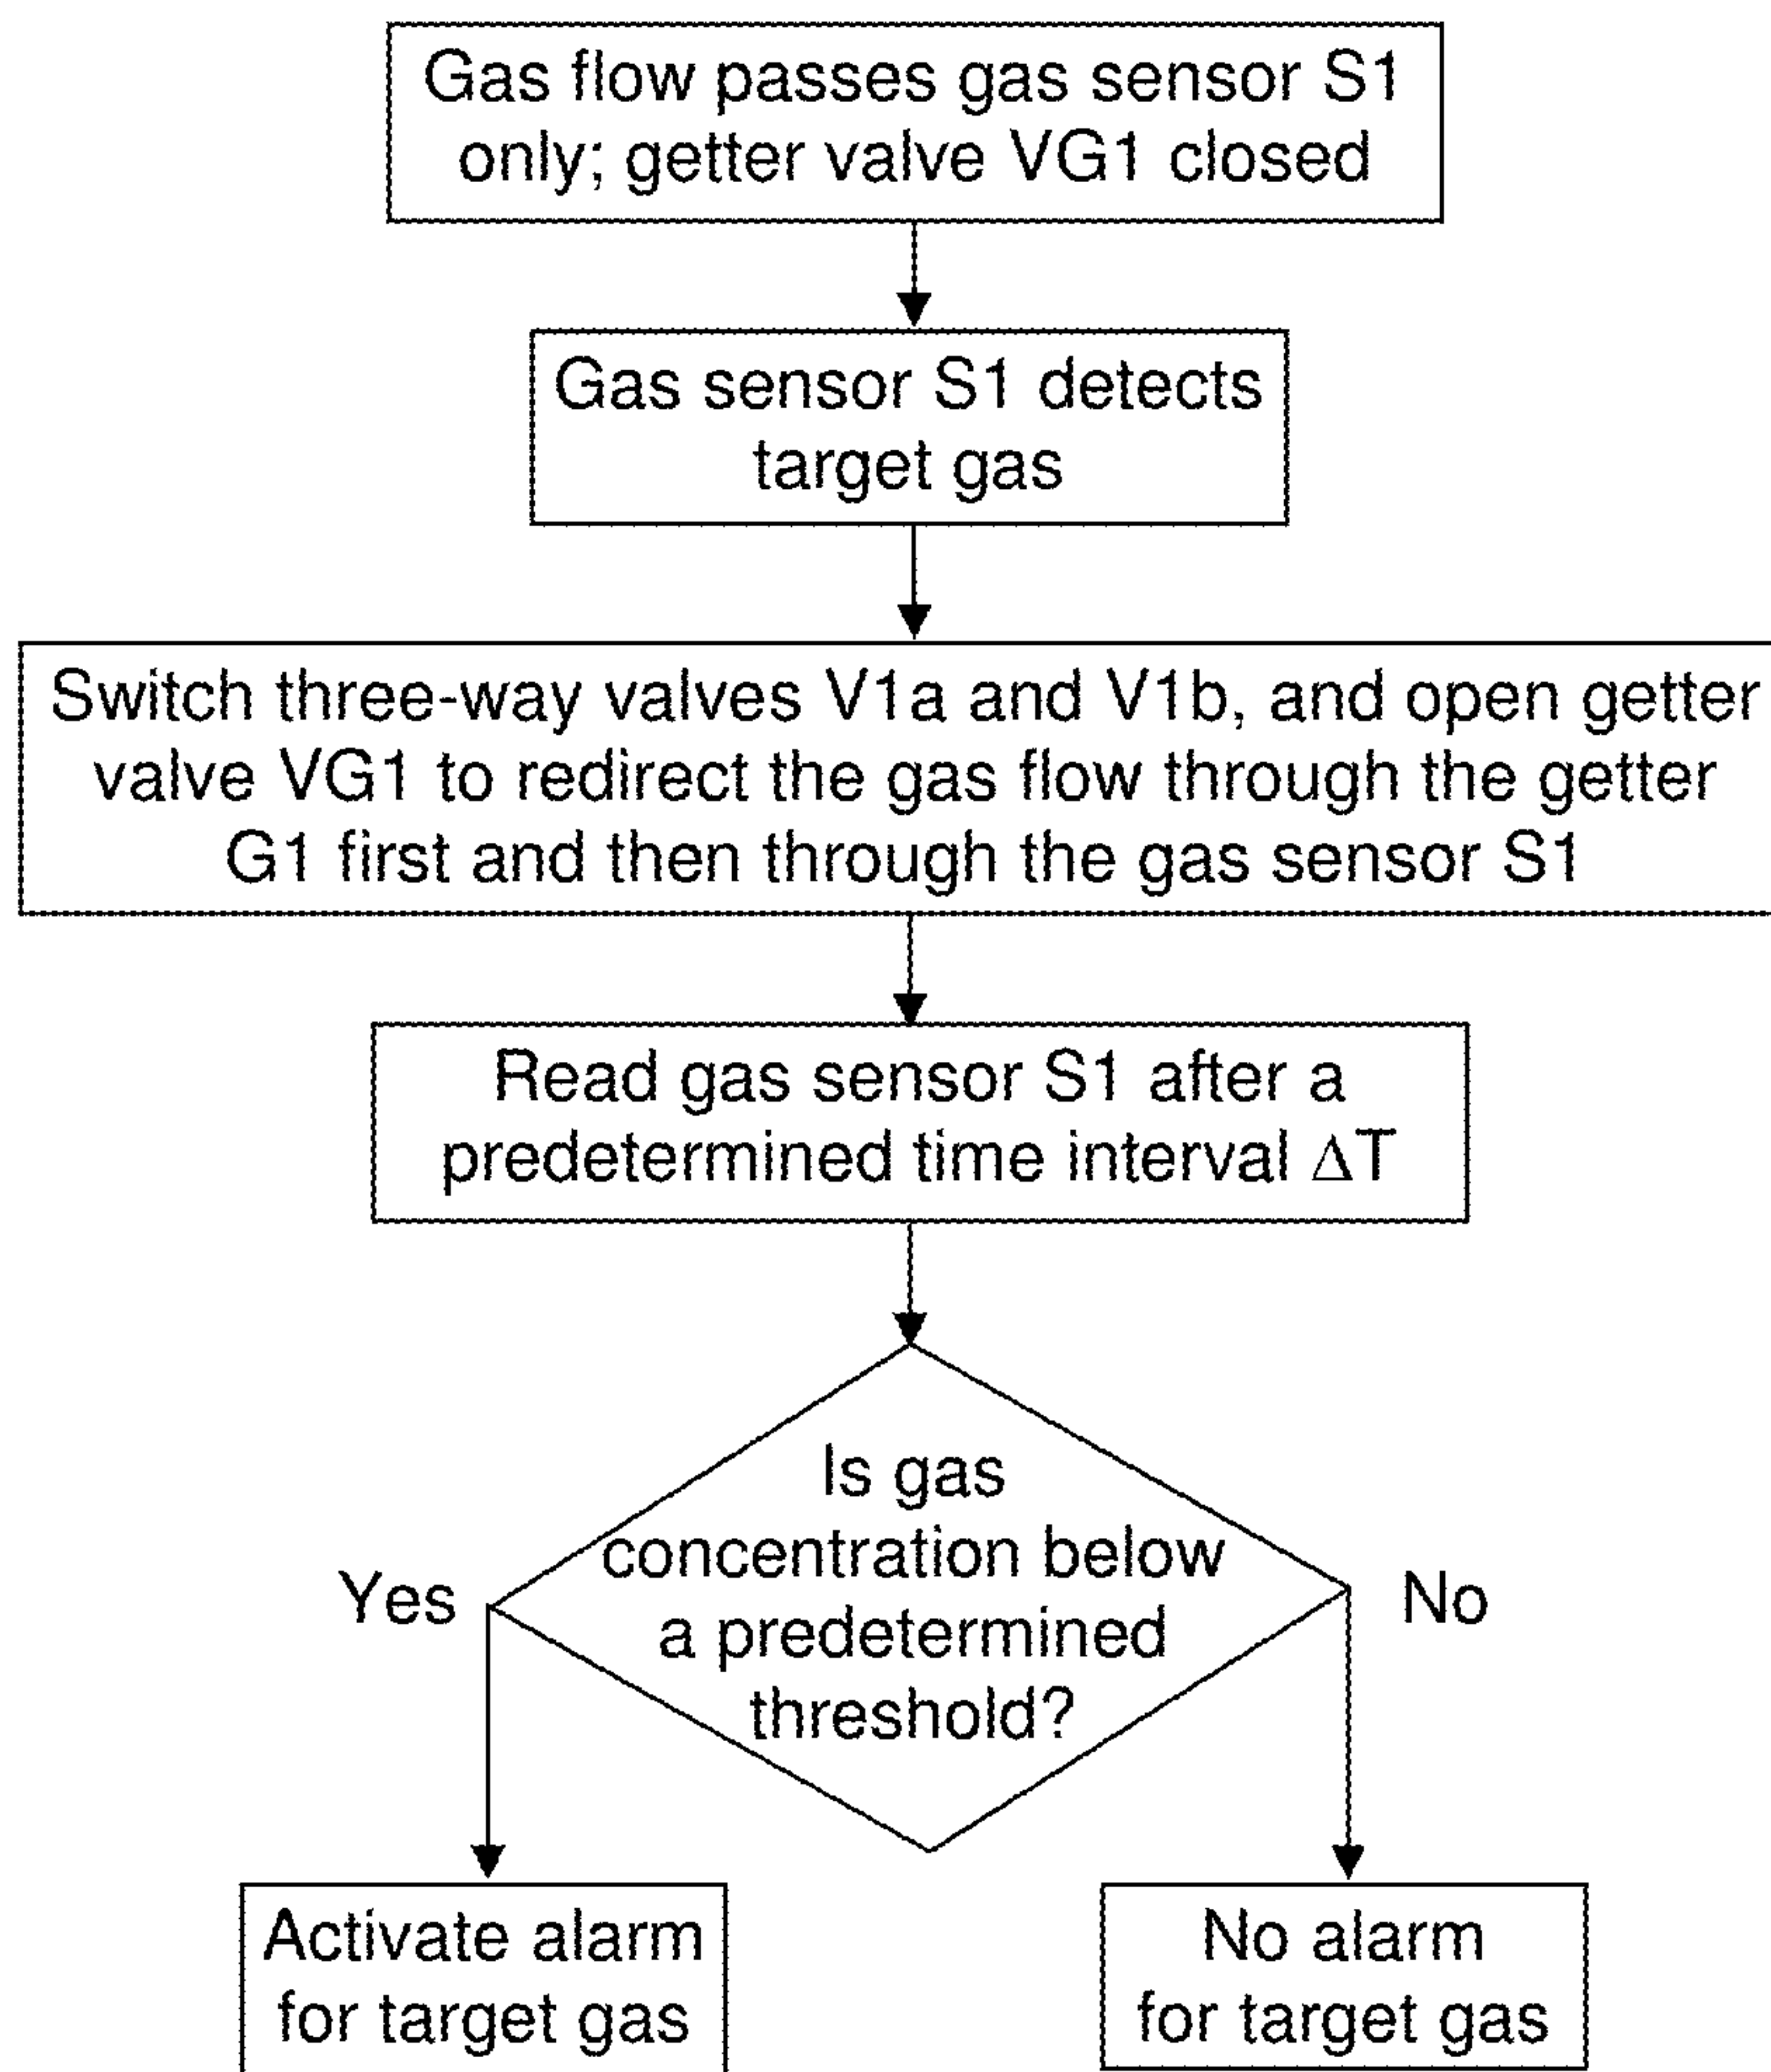 Gas flow passes gas sensor S1
only; getter valve VG1 closed
Gas sensor S1 detects
target gas
Switch three-way valves V1a and V1b, and open getter
valve VG1 to redirect the gas flow through the getter
G1 first and then through the gas sensor S1
Read gas sensor S1 after a
predetermined time interval ΔT
Is gas
concentration below
a predetermined
threshold?
Yes
No
Activate alarm
for target gas
No alarm
for target gas